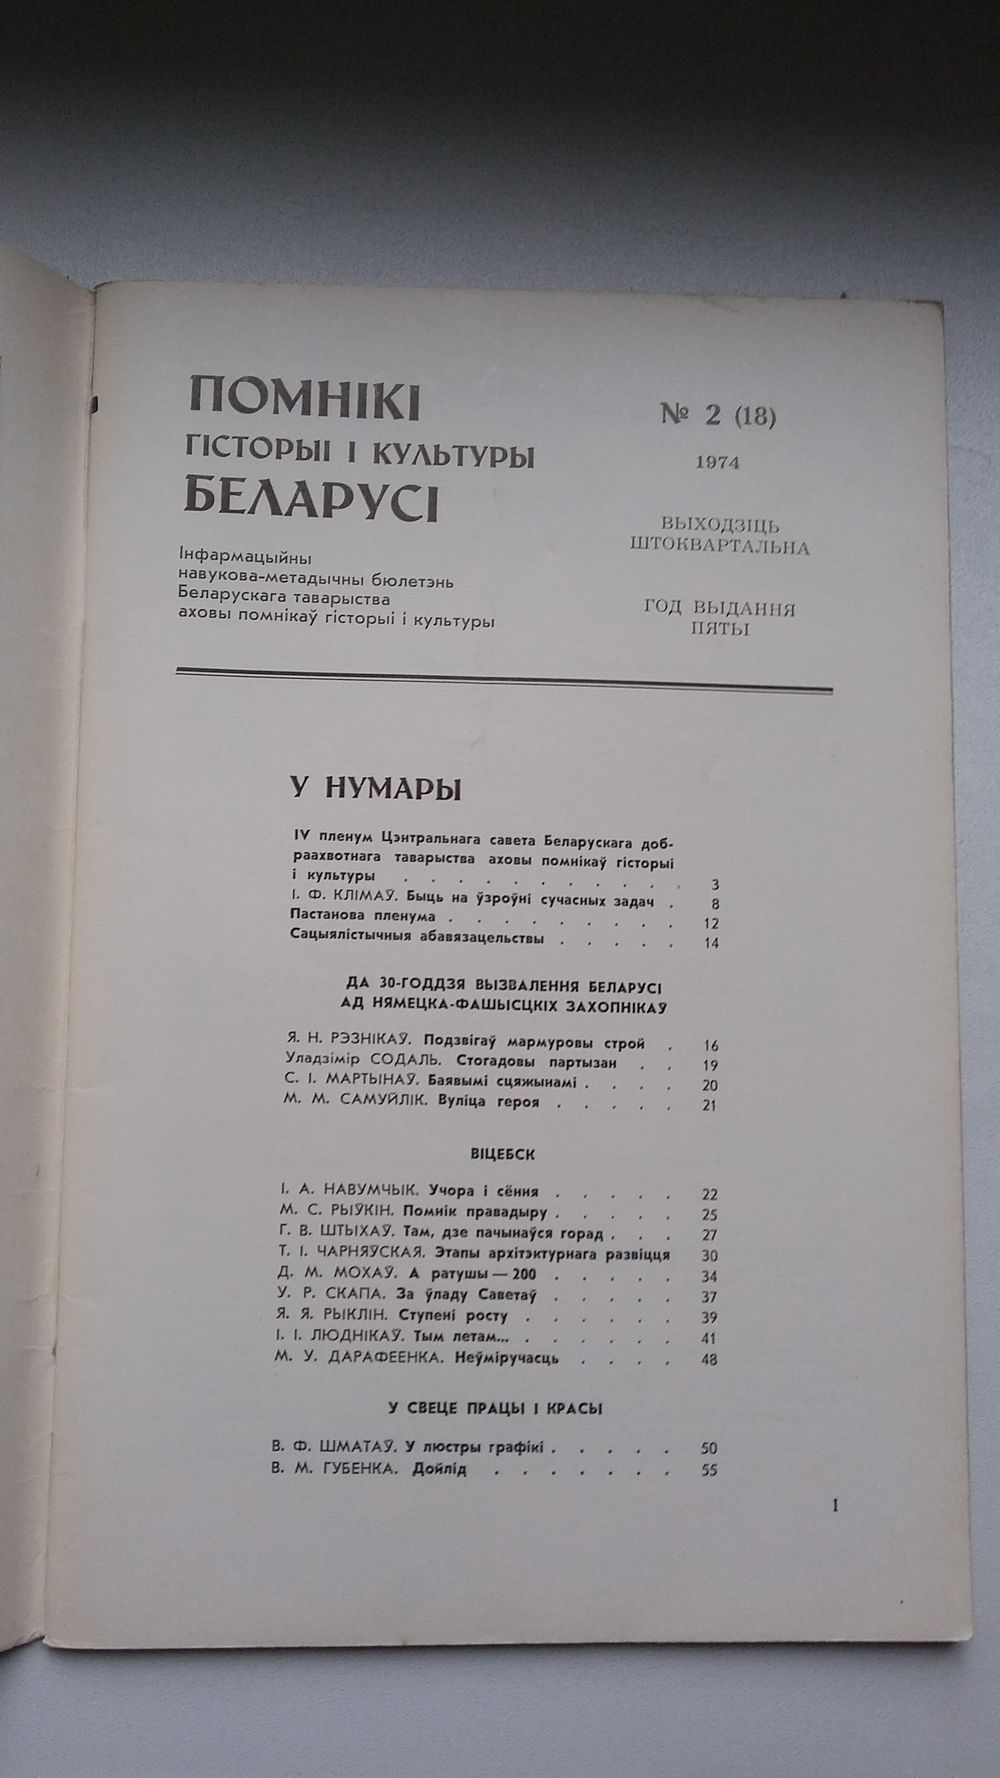 ПОМНІКІ
ГІСТОРЫІ І КУЛЬТУРЫ
БЕЛАРУСІ
Інфармацыйны
навукова-метадычны бюлетэнь
Беларускага таварыства
аховы помнікаў гісторыі і культуры
№ 2 (18)
1974
ВЫХОДЗІЦЬ
ШТОКВАРТАЛЬНА
ГОД ВЫДАННЯ
ПЯТЫ
У НУМАРЫ
IV пленум Цэнтральнага савета Беларускага доб-
раахвотнага таварыства аховы помнікаў гісторыі
і культуры . . . . . . . . . . . 3
І. Ф. КЛІМАЎ. Быць на ўзроўні сучасных задач . 8
Пастанова пленума . . . . . . . . . 12
Сацыялістычныя абавязацельствы . . . . . 14
ДА 30-ГОДДЗЯ ВЫЗВАЛЕННЯ БЕЛАРУСІ
АД НЯМЕЦКА-ФАШЫСЦКІХ ЗАХОПНІКАЎ
Я. Н. РЭЗНІКАЎ. Подзвігаў мармуровы строй . 16
Уладзімір СОДАЛЬ. Стогадовы партызан . . 19
С. І. МАРТЫНАЎ. Баявымі сцяжынамі . . . . 20
М. М. САМУЙЛІК. Вуліца героя . . . . . 21
ВІЦЕБСК
І. А. НАВУМЧЫК. Учора і сёння . . . . . 22
М. С. РЫЎКІН. Помнік правадыру . . . . . 25
Г. В. ШТЫХАЎ. Там, дзе пачынаўся горад . . . 27
Т. І. ЧАРНЯЎСКАЯ. Этапы архітэктурнага развіцця 30
Д. М. МОХАЎ. А ратушы — 200 . . . . . 34
У. Р. СКАПА. За ўладу Саветаў . . . . . 37
Я. Я. РЫКЛІН. Ступені росту . . . . . . 39
І. І. ЛЮДНІКАЎ. Тым летам... . . . . . . 41
М. У. ДАРАФЕЕНКА. Неўміручасць . . . . 48
У СВЕЦЕ ПРАЦЫ І КРАСЫ
В. Ф. ШМАТАЎ. У люстры графікі . . . . . 50
В. М. ГУБЕНКА. Дойлід . . . . . . . 55
1